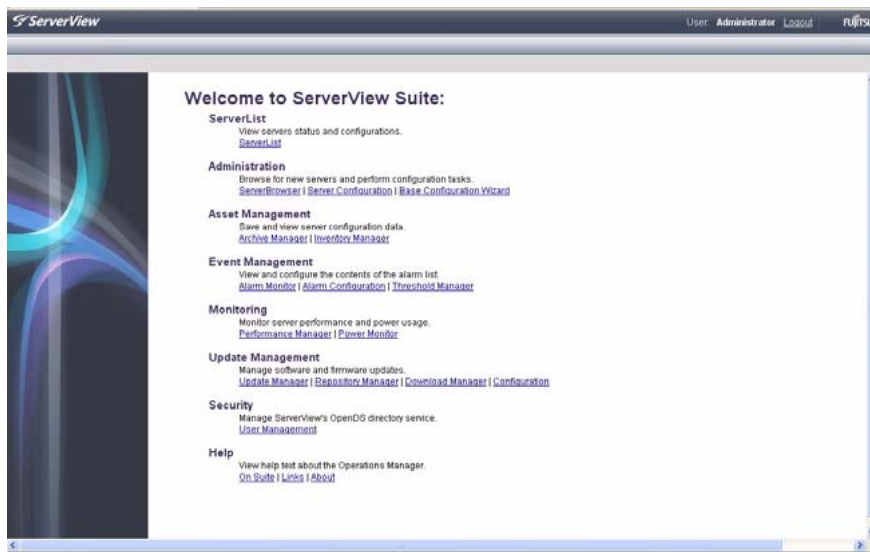 ServerView
User: Administrator Logout
Welcome to ServerView Suite:
ServerList
View servers status and configurations.
ServerList
Administration
Browse for new servers and perform configuration tasks.
ServerBrowser | Server Configuration | Base Configuration Wizard
Asset Management
Save and view server configuration data.
Archive Manager | Inventory Manager
Event Management
View and configure the contents of the alarm list
Alarm Monitor | Alarm Configuration | Threshold Manager
Monitoring
Monitor server performance and power usage.
Performance Manager | Power Monitor
Update Management
Manage software and firmware updates.
Update Manager | Repository Manager | Download Manager | Configuration
Security
Manage ServerView's OpenDS directory service.
User Management
Help
View help text about the Operations Manager.
On Suite | Links | About